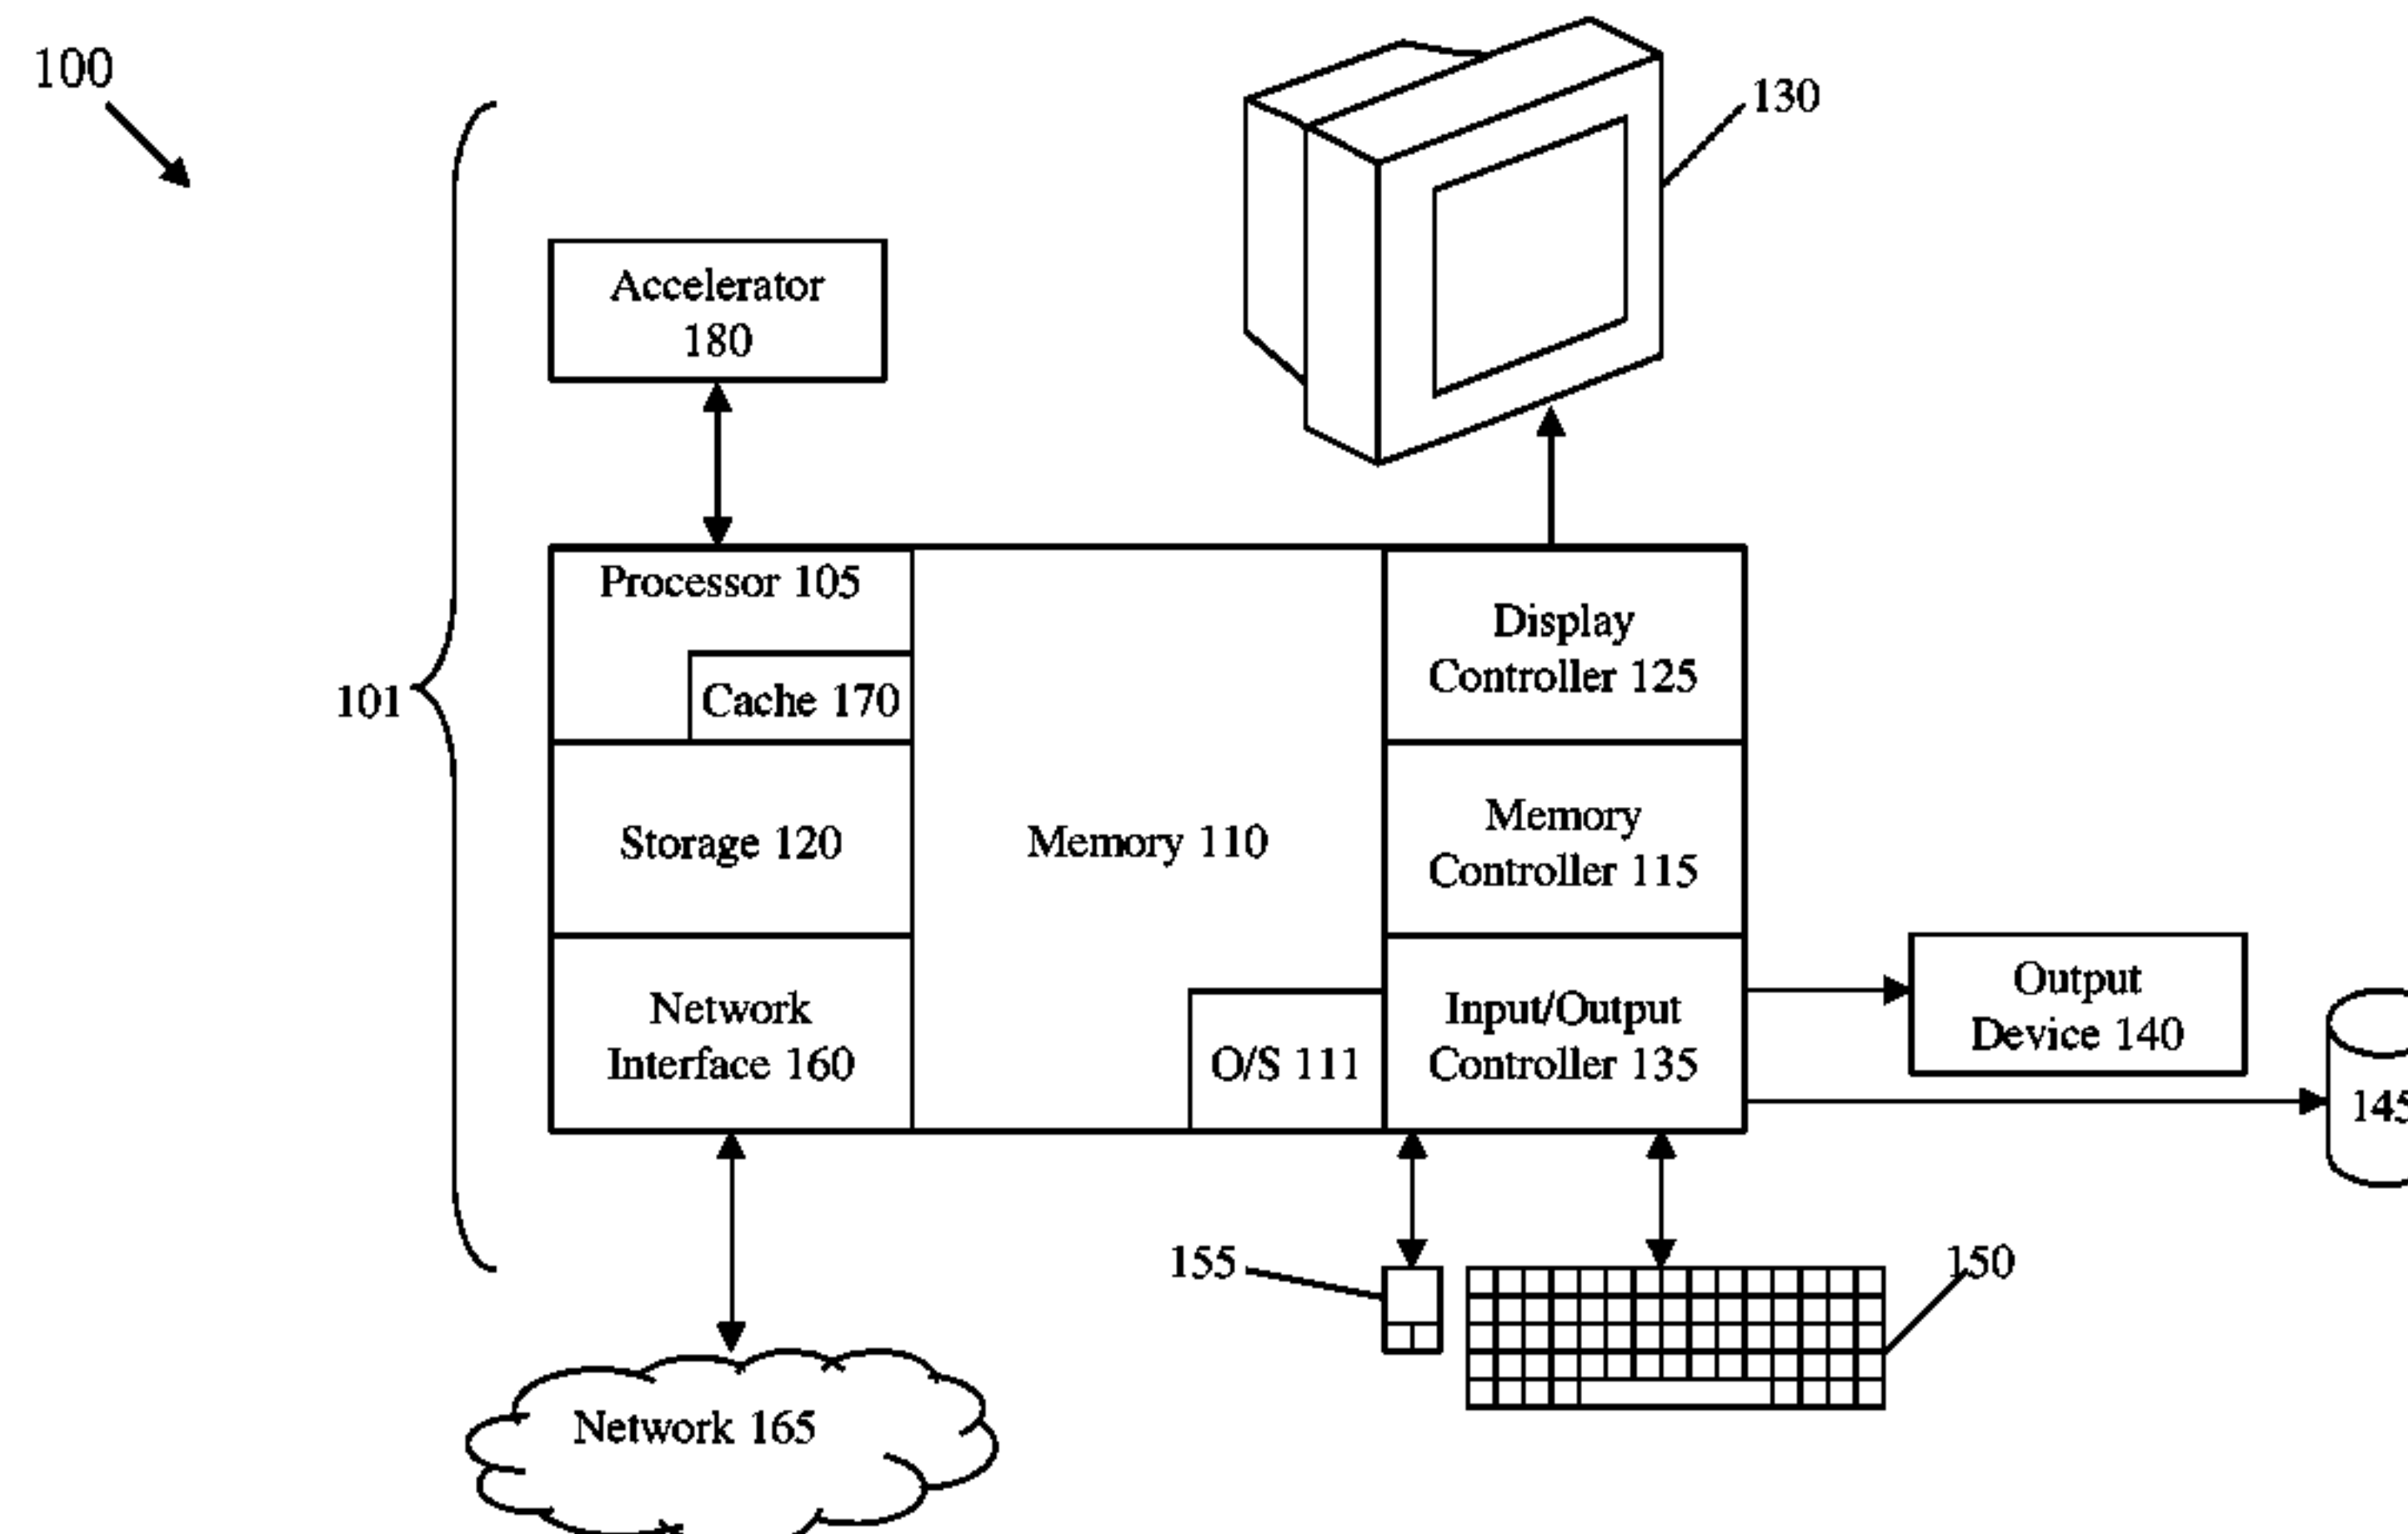 100
130
Accelerator
180
Processor 105
Cache 170
Display
Controller 125
101
Storage 120
Memory 110
Memory
Controller 115
Network
Interface 160
O/S 111
Input/Output
Controller 135
Output
Device 140
145
155
150
Network 165